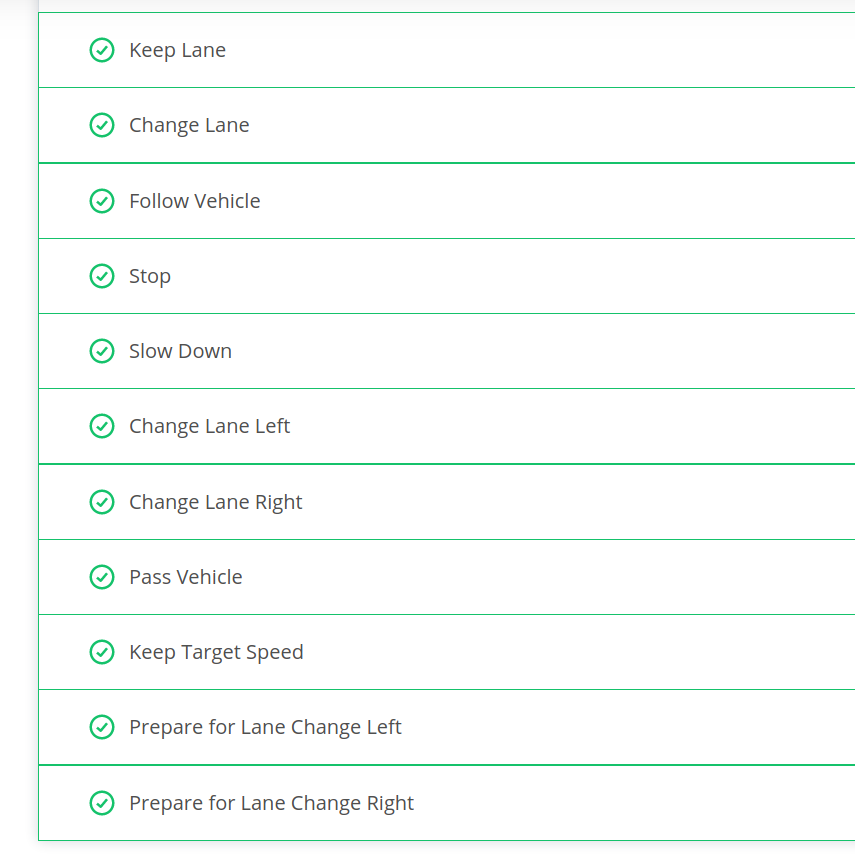 Keep Lane
Change Lane
Follow Vehicle
Stop
Slow Down
Change Lane Left
Change Lane Right
Pass Vehicle
Keep Target Speed
Prepare for Lane Change Left
Prepare for Lane Change Right